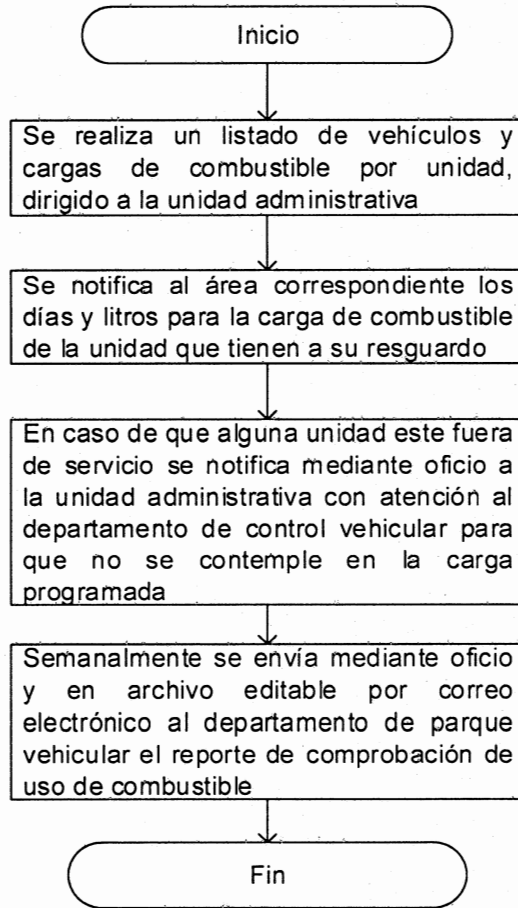 Inicio
Se realiza un listado de vehículos y
cargas de combustible por unidad,
dirigido a la unidad administrativa
Se notifica al área correspondiente los
días y litros para la carga de combustible
de la unidad que tienen a su resguardo
En caso de que alguna unidad este fuera
de servicio se notifica mediante oficio a
la unidad administrativa con atención al
departamento de control vehicular para
que no se contemple en la carga
programada
Semanalmente se envía mediante oficio
y en archivo editable por correo
electrónico al departamento de parque
vehicular el reporte de comprobación de
uso de combustible
Fin